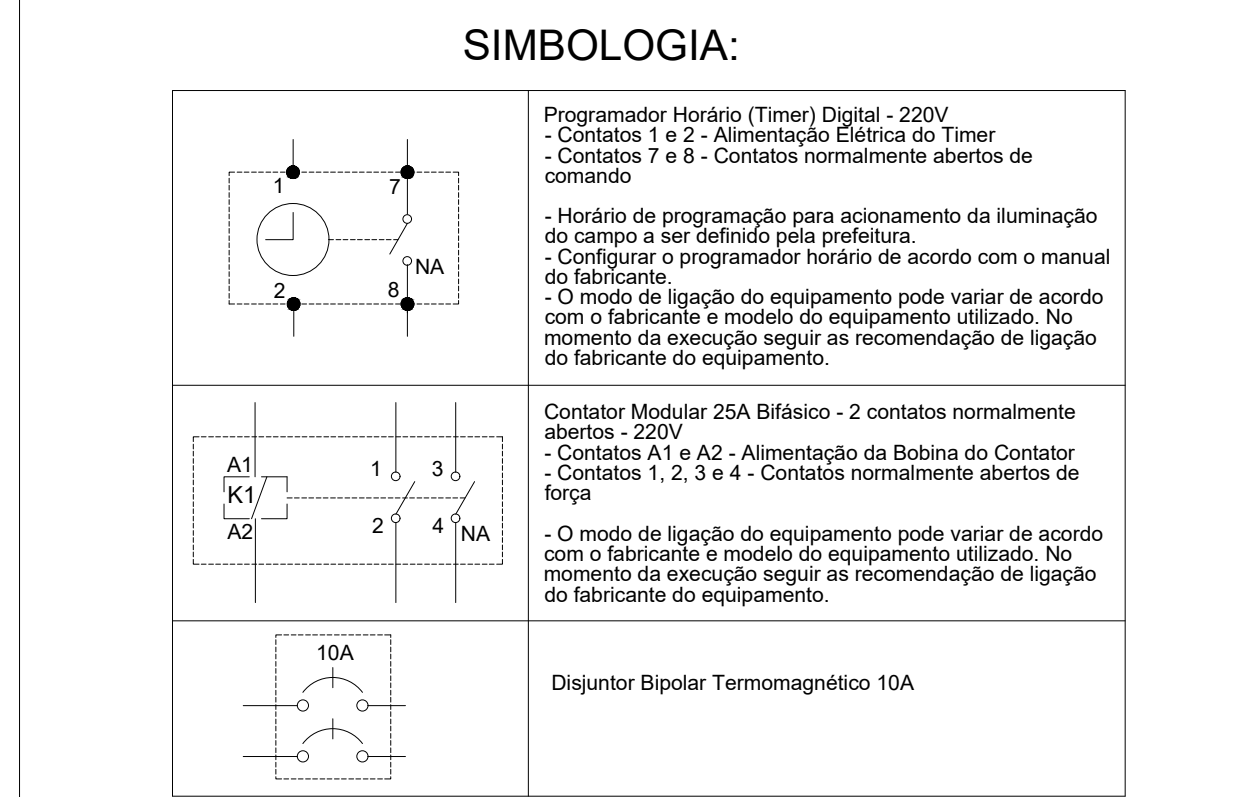 SIMBOLOGIA:
1
7
NA
2
8
Programador Horário (Timer) Digital - 220V
- Contatos 1 e 2 - Alimentação Elétrica do Timer
- Contatos 7 e 8 - Contatos normalmente abertos de
comando
- Horário de programação para acionamento da iluminação
do campo a ser definido pela prefeitura.
- Configurar o programador horário de acordo com o manual
do fabricante.
- O modo de ligação do equipamento pode variar de acordo
com o fabricante e modelo do equipamento utilizado. No
momento da execução seguir as recomendação de ligação
do fabricante do equipamento.
A1
K1
A2
1
3
2
4
NA
Contator Modular 25A Bifásico - 2 contatos normalmente
abertos - 220V
- Contatos A1 e A2 - Alimentação da Bobina do Contator
- Contatos 1, 2, 3 e 4 - Contatos normalmente abertos de
força
- O modo de ligação do equipamento pode variar de acordo
com o fabricante e modelo do equipamento utilizado. No
momento da execução seguir as recomendação de ligação
do fabricante do equipamento.
10A
Disjuntor Bipolar Termomagnético 10A